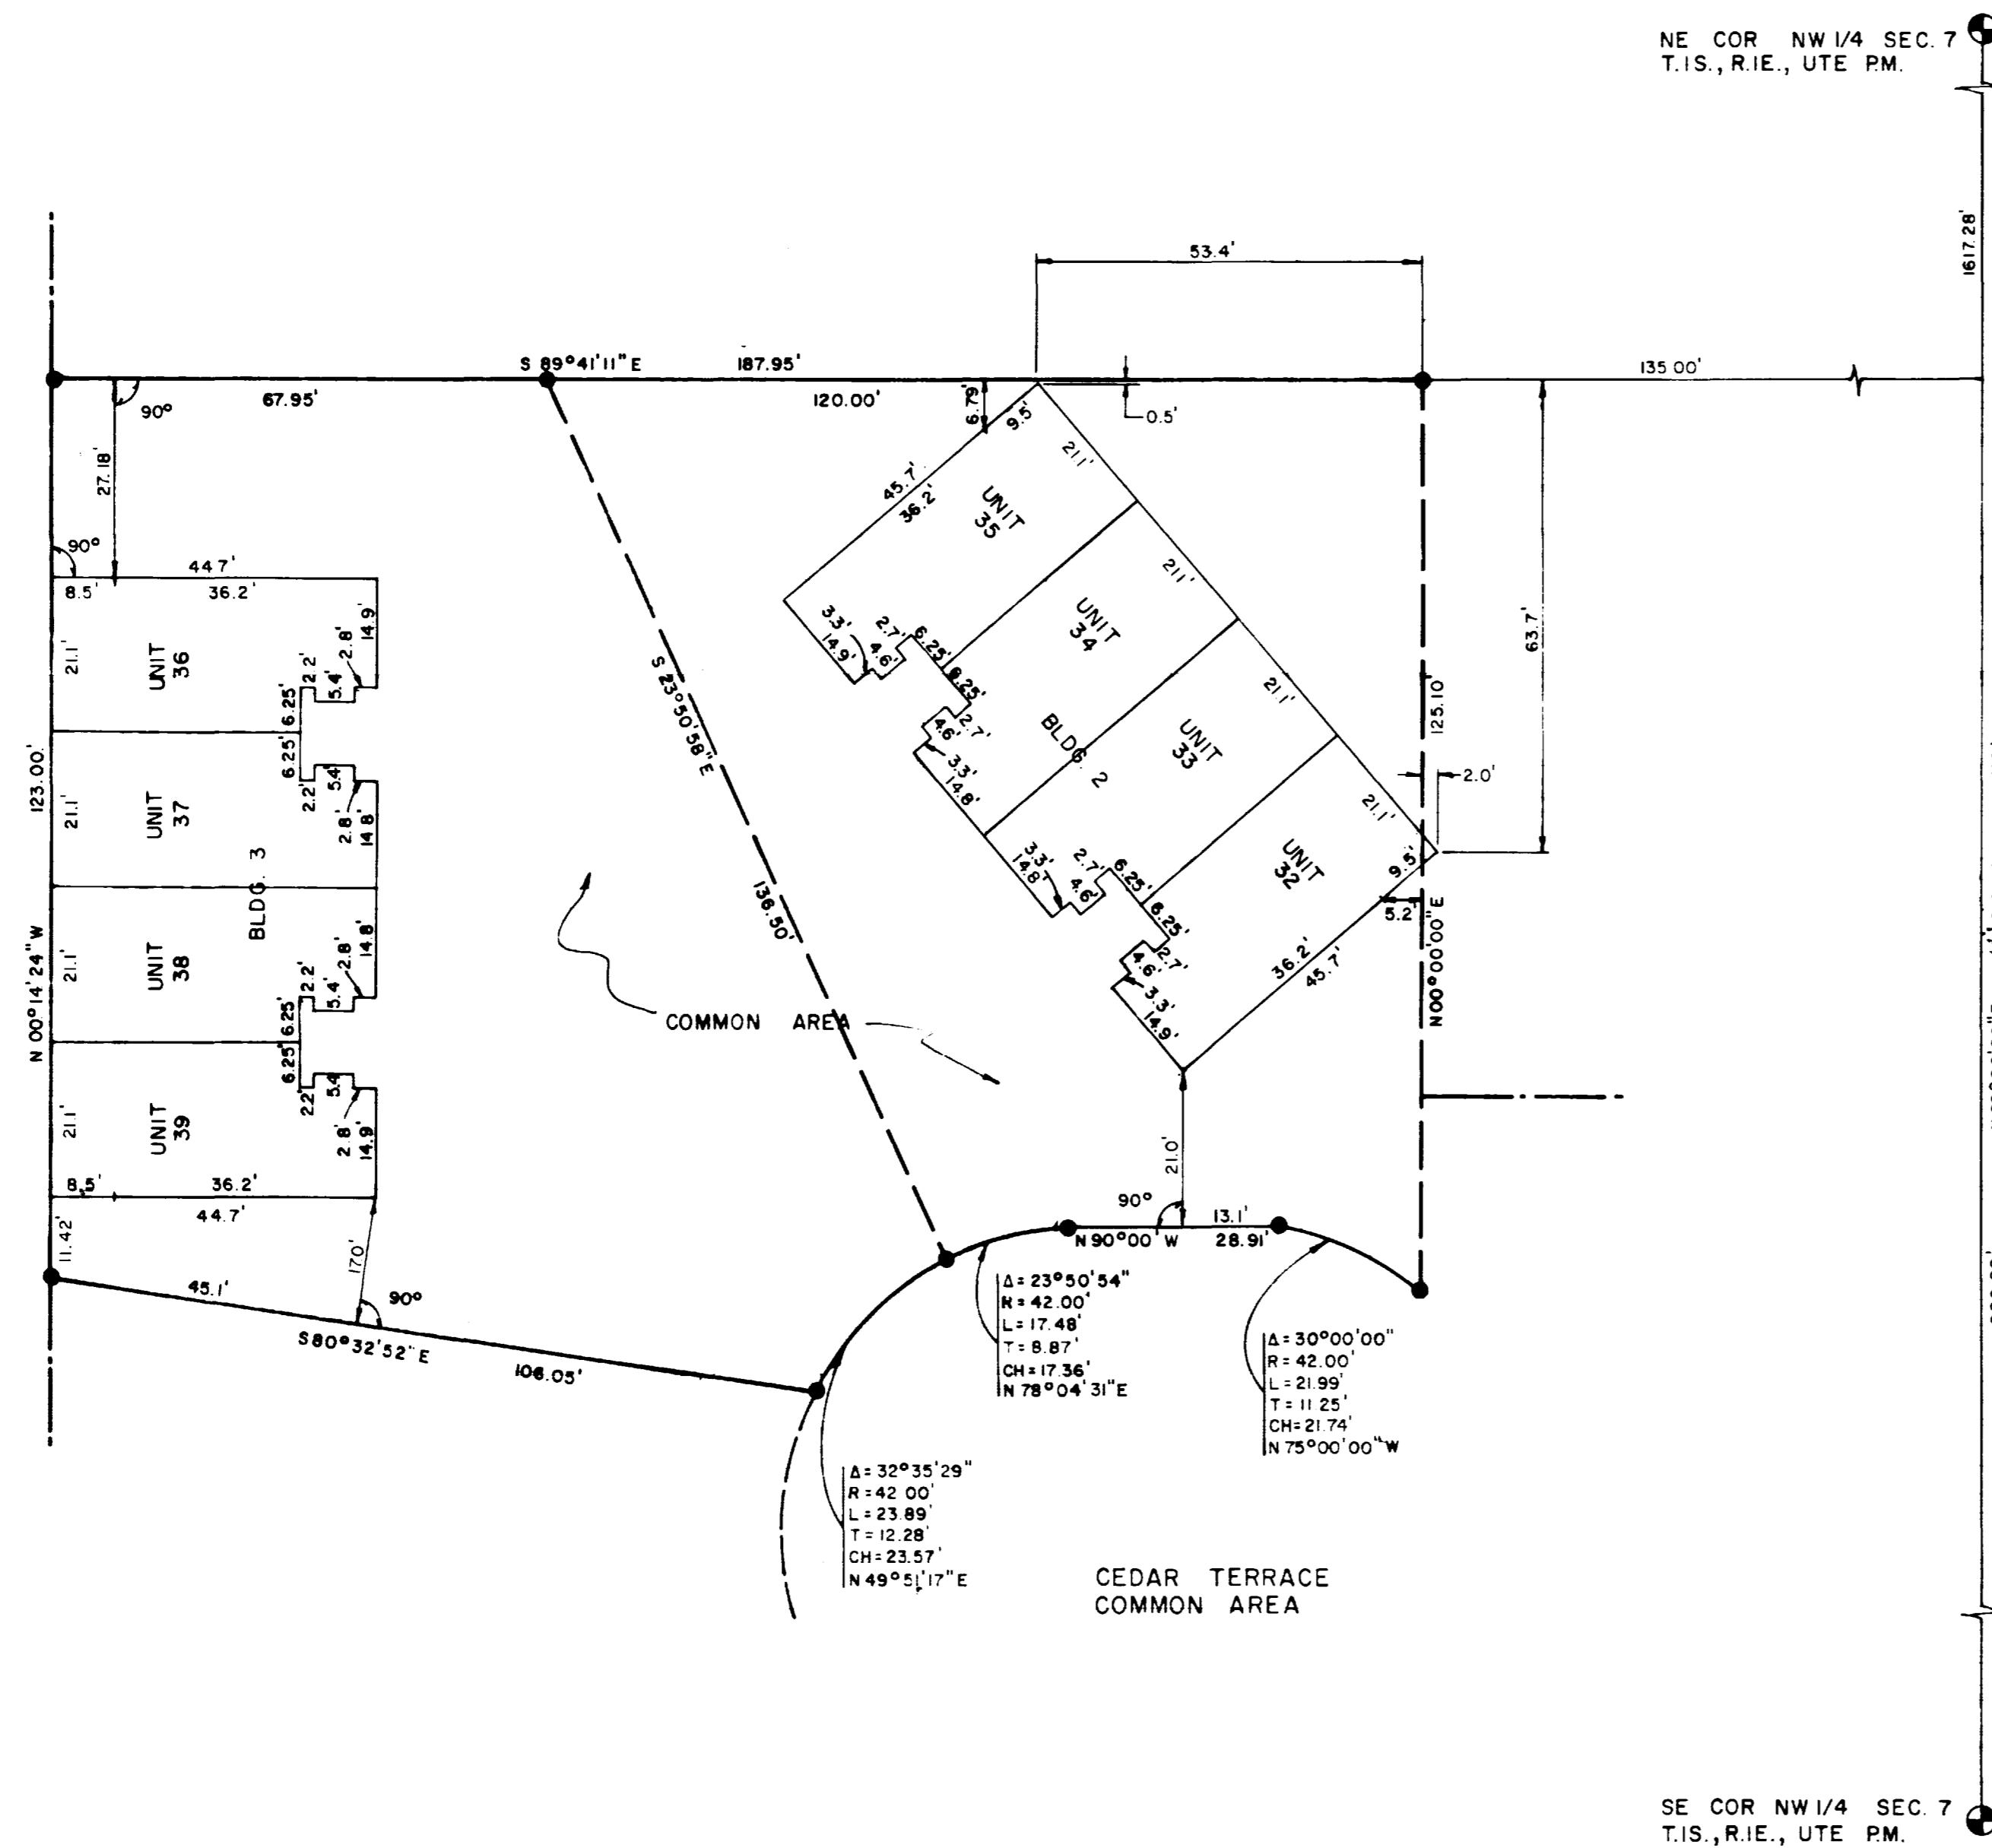 NE COR NW 1/4 SEC. 7
T.1S., R.1E., UTE P.M.
1617.28'
53.4'
S 89°41'11" E 187.95'
135.00'
67.95'
120.00'
6.79'
9.5'
0.5'
90°
27.18'
90°
44.7'
8.5'
36.2'
UNIT
36
21.1'
14.9'
2.8'
2.2'
5.4'
6.25'
6.25'
2.2'
5.4'
2.8'
14.8'
UNIT
37
21.1'
BLDG. 3
UNIT
38
21.1'
14.8'
2.8'
2.2'
5.4'
6.25'
6.25'
2.2'
5.4'
2.8'
14.9'
UNIT
39
21.1'
8.5'
36.2'
44.7'
123.00'
N 00°14'24" W
11.42'
170'
45.1'
90°
S 80°32'52" E
106.05'
S 23°50'58" E
136.50'
COMMON AREA
45.7'
36.2'
UNIT
35
21.1'
3.3'
14.9'
2.7'
4.6'
6.25'
6.25'
2.7'
4.6'
3.3'
14.8'
UNIT
34
21.1'
BLDG. 2
UNIT
33
21.1'
3.3'
14.8'
2.7'
4.6'
6.25'
6.25'
2.7'
4.6'
3.3'
14.9'
UNIT
32
21.1'
9.5'
5.2'
36.2'
45.7'
2.0'
63.7'
125.10'
N00°00'00" E
21.0'
90°
13.1'
N 90°00' W 28.91'
Δ = 23°50'54"
R = 42.00'
L = 17.48'
T = 8.87'
CH = 17.36'
N 78°04'31" E
Δ = 30°00'00"
R = 42.00'
L = 21.99'
T = 11.25'
CH = 21.74'
N 75°00'00" W
Δ = 32°35'29"
R = 42.00'
L = 23.89'
T = 12.28'
CH = 23.57'
N 49°51'17" E
CEDAR TERRACE
COMMON AREA
SE COR NW 1/4 SEC. 7
T.1S., R.1E., UTE P.M.